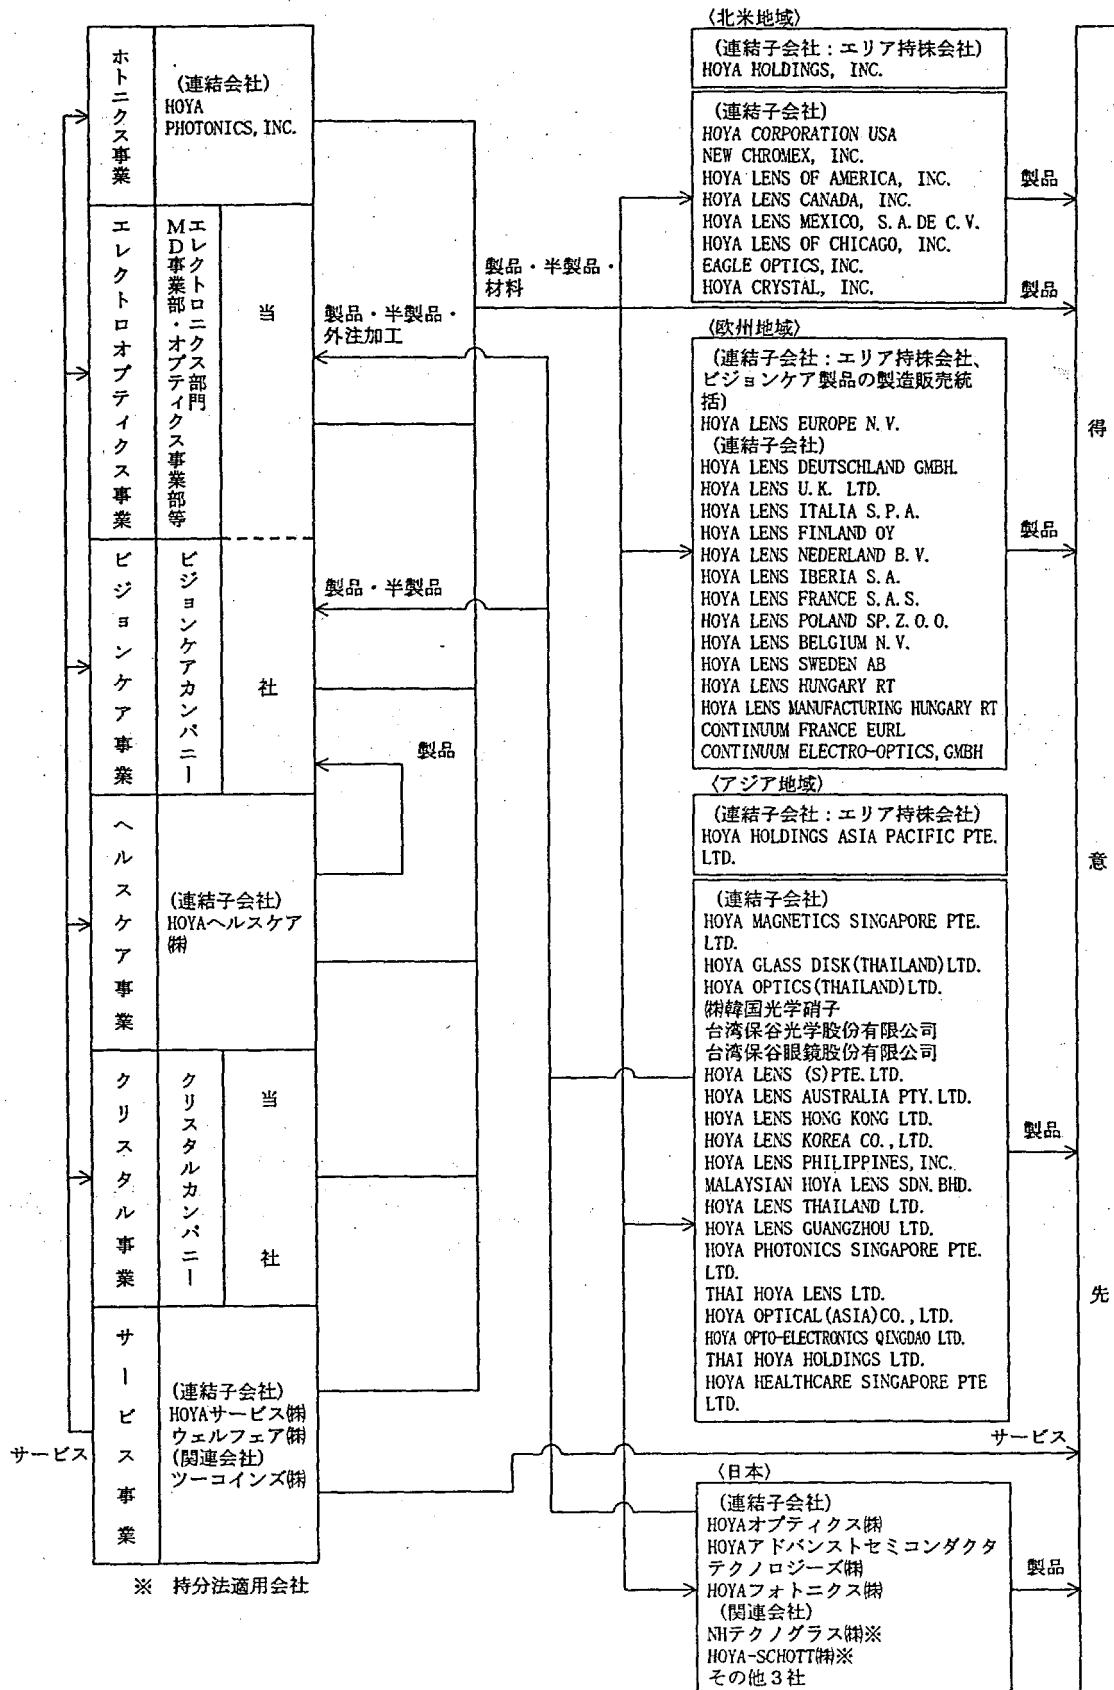 ホトニクス事業
(連結会社)
HOYA
PHOTONICS, INC.
エレクトロオプティクス事業
エレクトロニクス部門
MD事業部・オプティクス事業部等
当
社
ビジョンケア事業
ビジョンケアカンパニー
ヘルスケア事業
(連結子会社)
HOYAヘルスケア
㈱
クリスタル事業
クリスタルカンパニー
当
社
サービス事業
(連結子会社)
HOYAサービス㈱
ウェルフェア㈱
(関連会社)
ツーコインズ㈱
サービス
※ 持分法適用会社
製品・半製品・
材料
製品・半製品・
外注加工
製品・半製品
製品
〈北米地域〉
(連結子会社:エリア持株会社)
HOYA HOLDINGS, INC.
(連結子会社)
HOYA CORPORATION USA
NEW CHROMEX, INC.
HOYA LENS OF AMERICA, INC.
HOYA LENS CANADA, INC.
HOYA LENS MEXICO, S.A.DE C.V.
HOYA LENS OF CHICAGO, INC.
EAGLE OPTICS, INC.
HOYA CRYSTAL, INC.
製品
製品
〈欧州地域〉
(連結子会社:エリア持株会社、
ビジョンケア製品の製造販売統
括)
HOYA LENS EUROPE N.V.
(連結子会社)
HOYA LENS DEUTSCHLAND GMBH.
HOYA LENS U.K. LTD.
HOYA LENS ITALIA S.P.A.
HOYA LENS FINLAND OY
HOYA LENS NEDERLAND B.V.
HOYA LENS IBERIA S.A.
HOYA LENS FRANCE S.A.S.
HOYA LENS POLAND SP.Z.O.O.
HOYA LENS BELGIUM N.V.
HOYA LENS SWEDEN AB
HOYA LENS HUNGARY RT
HOYA LENS MANUFACTURING HUNGARY RT
CONTINUUM FRANCE EURL
CONTINUUM ELECTRO-OPTICS, GMBH
製品
〈アジア地域〉
(連結子会社:エリア持株会社)
HOYA HOLDINGS ASIA PACIFIC PTE.
LTD.
(連結子会社)
HOYA MAGNETICS SINGAPORE PTE.
LTD.
HOYA GLASS DISK(THAILAND)LTD.
HOYA OPTICS(THAILAND)LTD.
㈱韓国光学硝子
台湾保谷光学股份有限公司
台湾保谷眼鏡股份有限公司
HOYA LENS (S)PTE.LTD.
HOYA LENS AUSTRALIA PTY.LTD.
HOYA LENS HONG KONG LTD.
HOYA LENS KOREA CO.,LTD.
HOYA LENS PHILIPPINES, INC.
MALAYSIAN HOYA LENS SDN.BHD.
HOYA LENS THAILAND LTD.
HOYA LENS GUANGZHOU LTD.
HOYA PHOTONICS SINGAPORE PTE.
LTD.
THAI HOYA LENS LTD.
HOYA OPTICAL(ASIA)CO.,LTD.
HOYA OPTO-ELECTRONICS QINGDAO LTD.
THAI HOYA HOLDINGS LTD.
HOYA HEALTHCARE SINGAPORE PTE
LTD.
製品
サービス
〈日本〉
(連結子会社)
HOYAオプティクス㈱
HOYAアドバンストセミコンダクタ
テクノロジーズ㈱
HOYAフォトニクス㈱
(関連会社)
NHテクノグラス㈱※
HOYA-SCHOTT㈱※
その他3社
製品
得意先